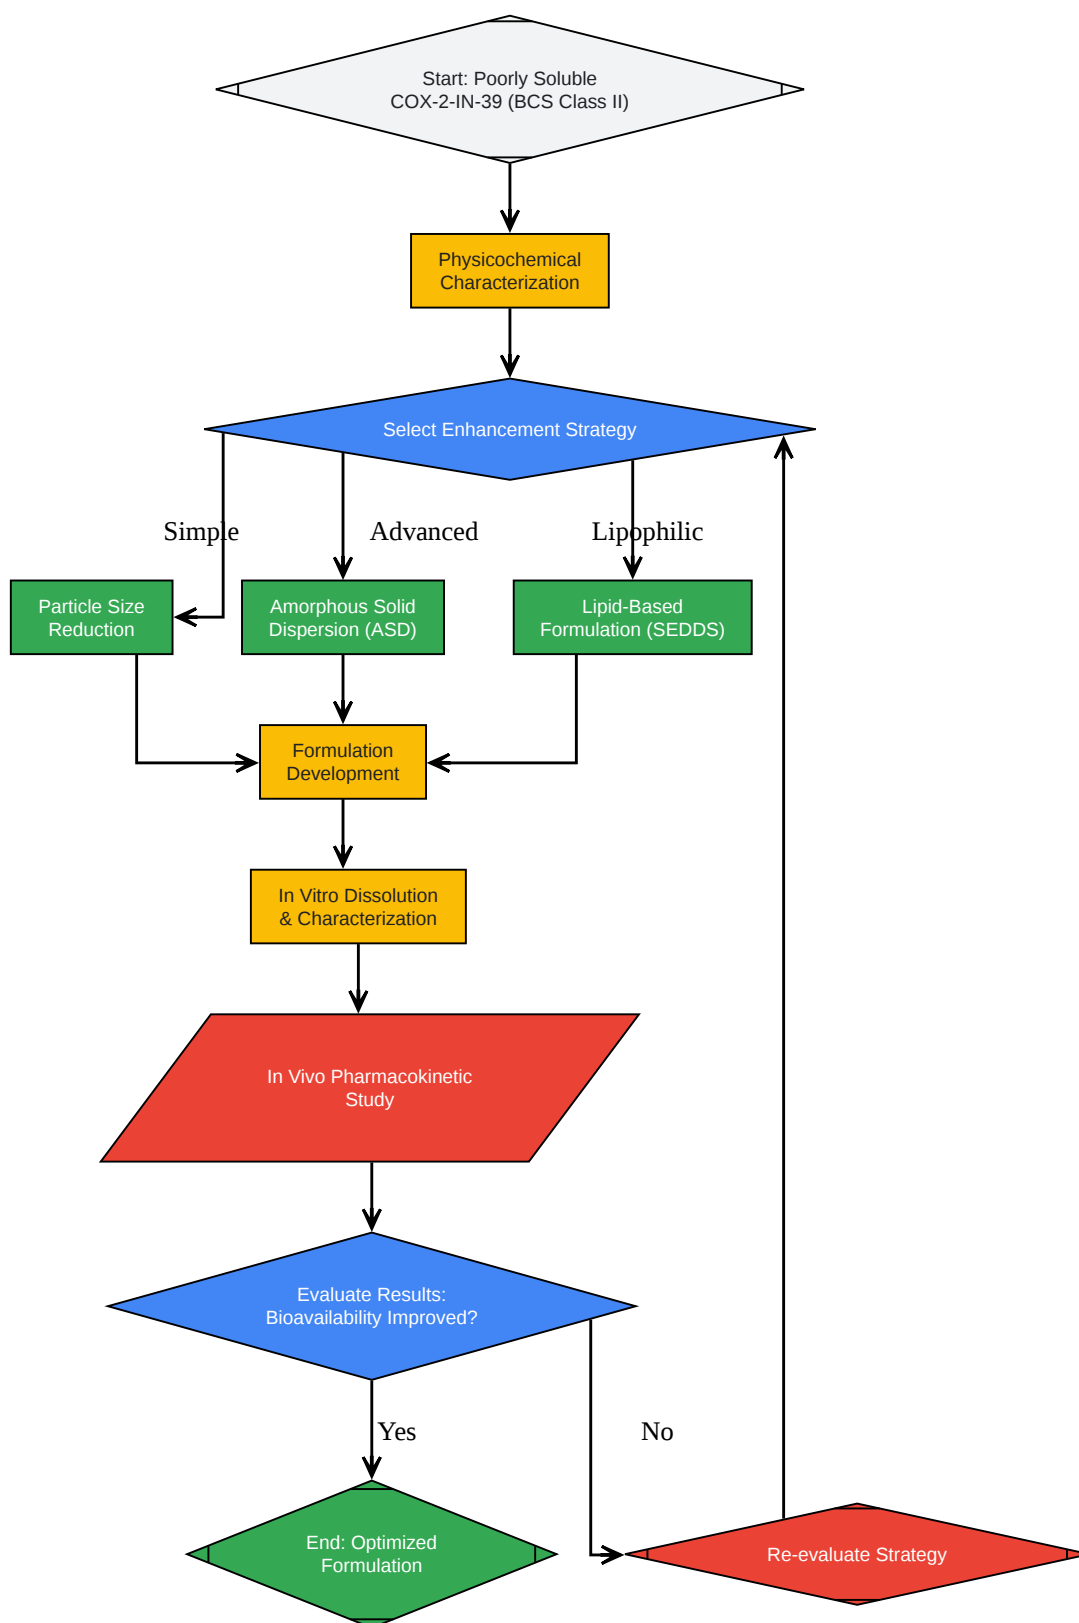 Start: Poorly Soluble
COX-2-IN-39 (BCS Class II)
Physicochemical
Characterization
Select Enhancement Strategy
Simple
Advanced
Lipophilic
Particle Size
Reduction
Amorphous Solid
Dispersion (ASD)
Lipid-Based
Formulation (SEDDS)
Formulation
Development
In Vitro Dissolution
& Characterization
In Vivo Pharmacokinetic
Study
Evaluate Results:
Bioavailability Improved?
Yes
No
End: Optimized
Formulation
Re-evaluate Strategy